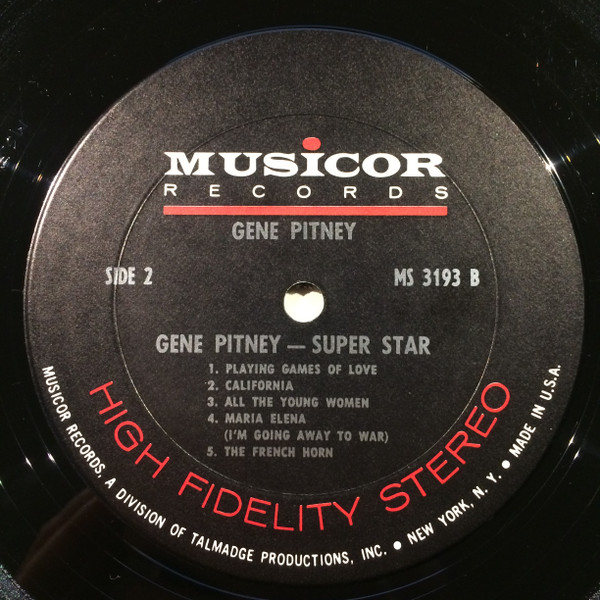 MUSICOR
RECORDS
GENE PITNEY
SIDE 2
MS 3193 B
GENE PITNEY — SUPER STAR
1. PLAYING GAMES OF LOVE
2. CALIFORNIA
3. ALL THE YOUNG WOMEN
4. MARIA ELENA
(I'M GOING AWAY TO WAR)
5. THE FRENCH HORN
HIGH FIDELITY STEREO
MUSICOR RECORDS, A DIVISION OF TALMADGE PRODUCTIONS, INC. ● NEW YORK, N. Y. ● MADE IN U.S.A.